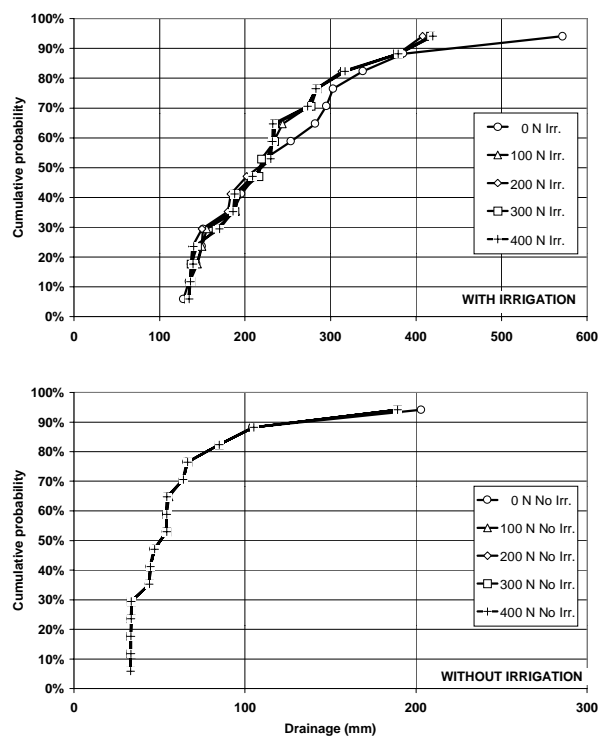 100%
90%
80%
70%
60%
50%
40%
30%
20%
10%
0%
Cumulative probability
0 N Irr.
100 N Irr.
200 N Irr.
300 N Irr.
400 N Irr.
WITH IRRIGATION
0 100 200 300 400 500 600
100%
90%
80%
70%
60%
50%
40%
30%
20%
10%
0%
Cumulative probability
0 N No Irr.
100 N No Irr.
200 N No Irr.
300 N No Irr.
400 N No Irr.
WITHOUT IRRIGATION
0 100 200 300
Drainage (mm)